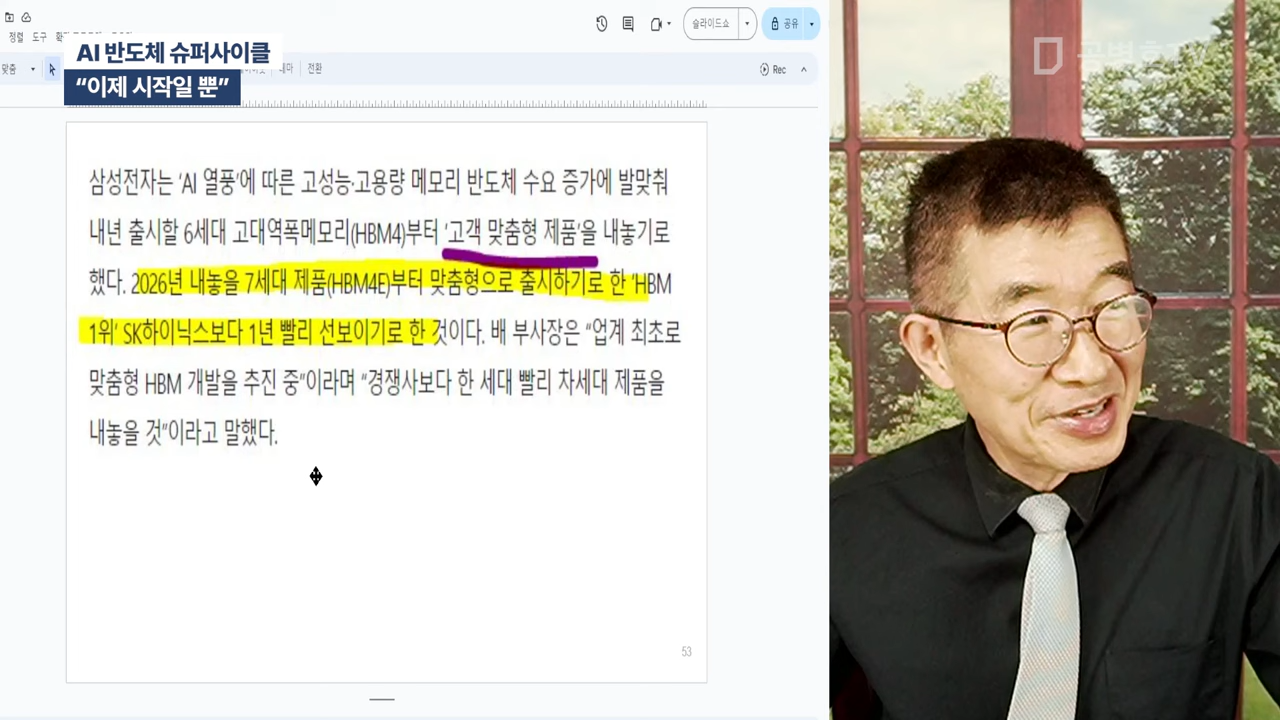 정렬 도구
슬라이드쇼
공유
AI 반도체 슈퍼사이클
“이제 시작일 뿐”
맞춤
테마
전환
Rec
삼성전자는 ‘AI 열풍’에 따른 고성능·고용량 메모리 반도체 수요 증가에 발맞춰
내년 출시할 6세대 고대역폭메모리(HBM4)부터 ‘고객 맞춤형 제품’을 내놓기로
했다. 2026년 내놓을 7세대 제품(HBM4E)부터 맞춤형으로 출시하기로 한 ‘HBM
1위’ SK하이닉스보다 1년 빨리 선보이기로 한 것이다. 배 부사장은 “업계 최초로
맞춤형 HBM 개발을 추진 중”이라며 “경쟁사보다 한 세대 빨리 차세대 제품을
내놓을 것”이라고 말했다.
53